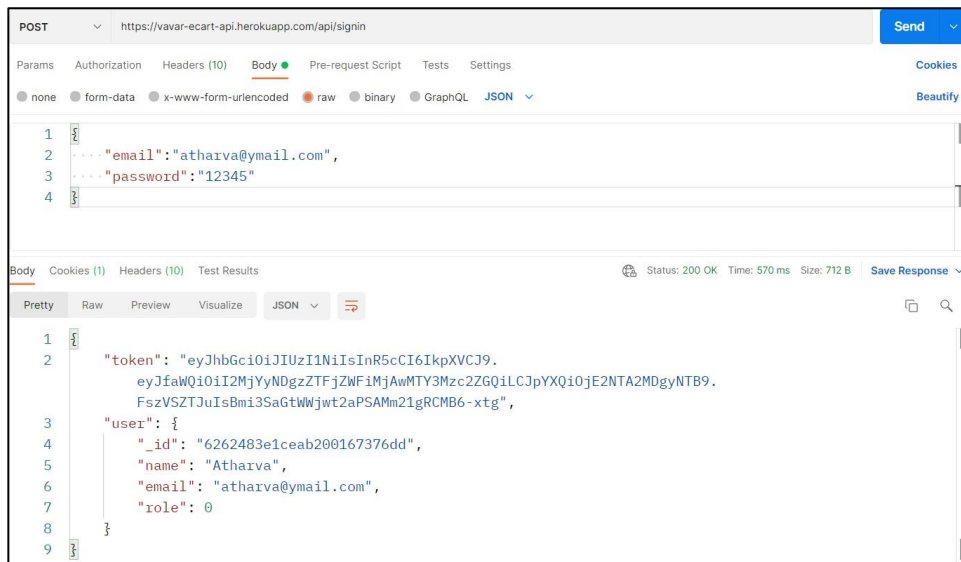 POST https://vavar-ecart-api.herokuapp.com/api/signin Send
Params Authorization Headers (10) Body Pre-request Script Tests Settings Cookies
none form-data x-www-form-urlencoded raw binary GraphQL JSON Beautify
1 {
2 ····"email":"atharva@ymail.com",
3 ····"password":"12345"
4 }
Body Cookies (1) Headers (10) Test Results Status: 200 OK Time: 570 ms Size: 712 B Save Response
Pretty Raw Preview Visualize JSON
1 {
2 "token": "eyJhbGciOiJIUzI1NiIsInR5cCI6IkpXVCJ9.
eyJfaWQiOiI2MjYyNDgzZTFjZWFiMjAwMTY3Mzc2ZGQiLCJpYXQiOjE2NTA2MDgyNTB9.
FszVSZTJuIsBmi3SaGtWWjwt2aPSAMm21gRCMB6-xtg",
3 "user": {
4 "_id": "6262483e1ceab200167376dd",
5 "name": "Atharva",
6 "email": "atharva@ymail.com",
7 "role": 0
8 }
9 }